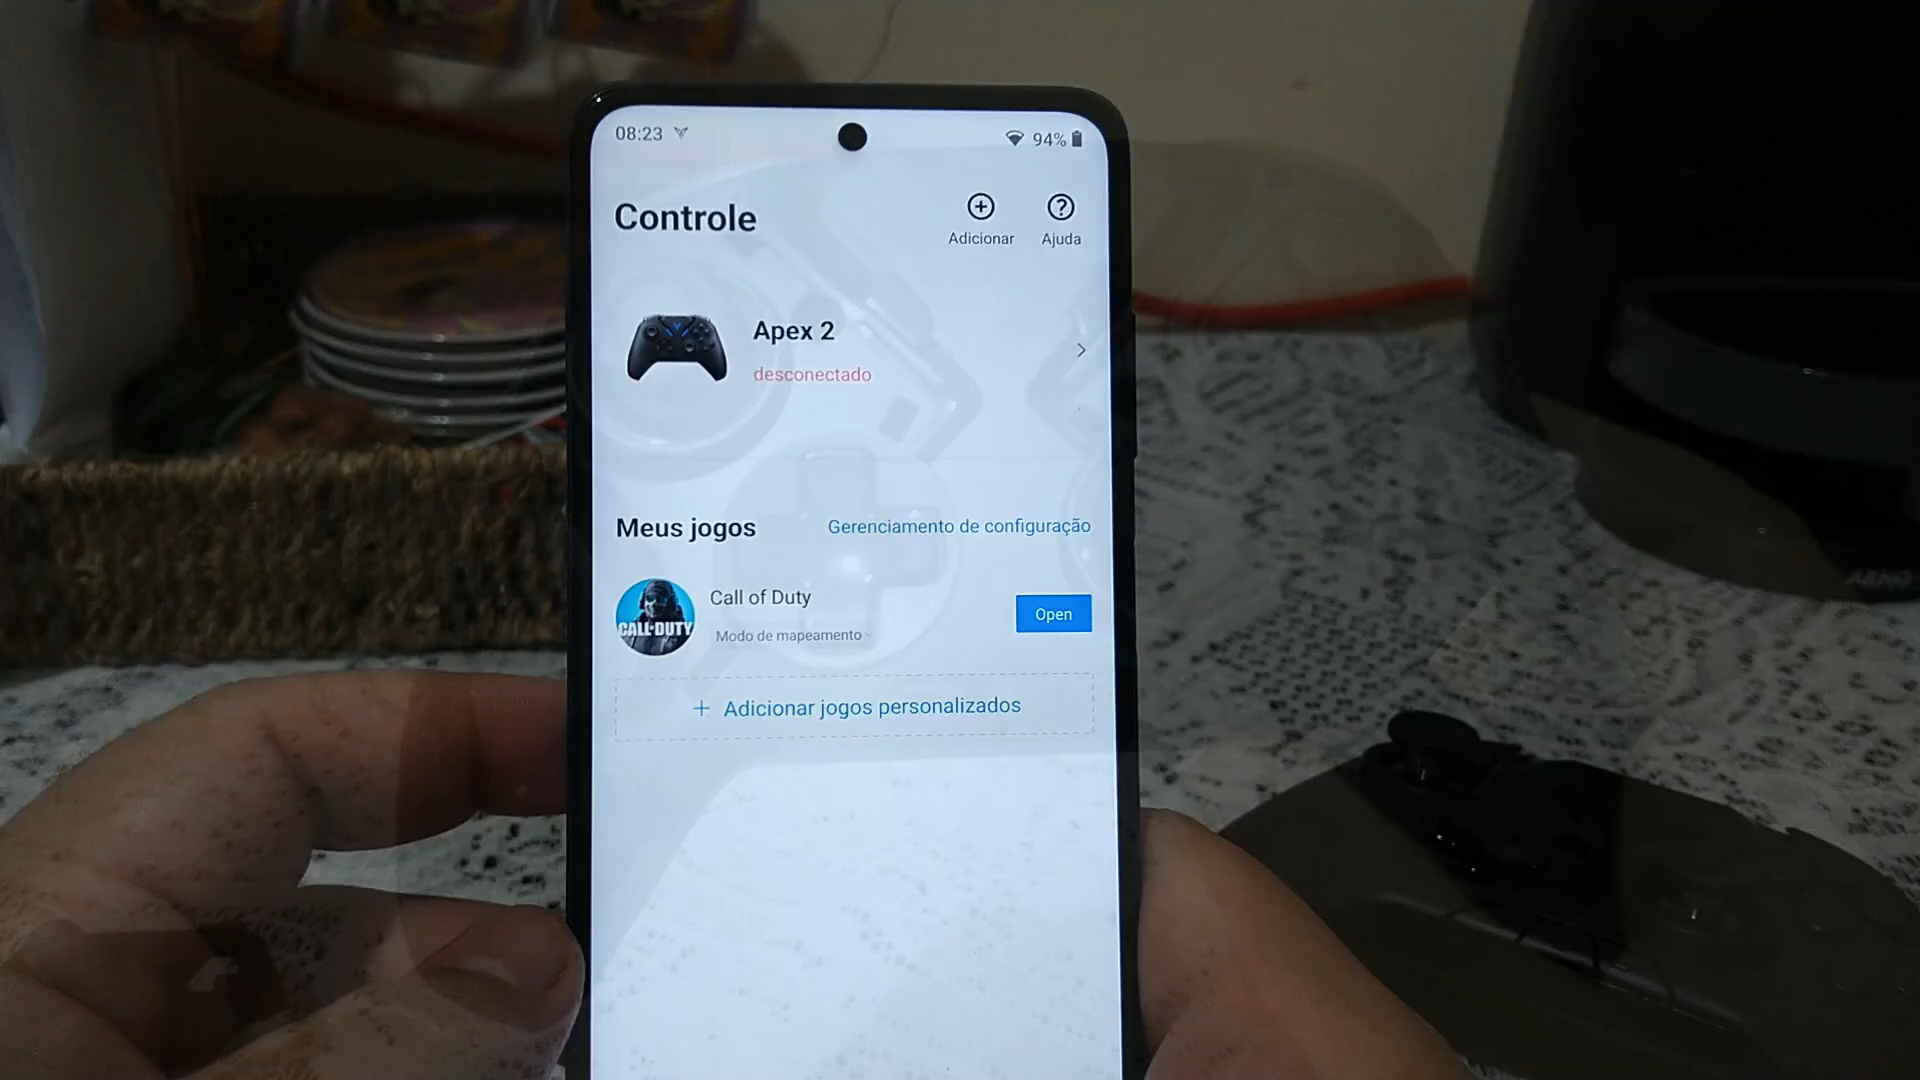 08:23
94%
Controle
Adicionar
Ajuda
Apex 2
desconectado
Meus jogos
Gerenciamento de configuração
CALL OF DUTY
Call of Duty
Modo de mapeamento
Open
+ Adicionar jogos personalizados